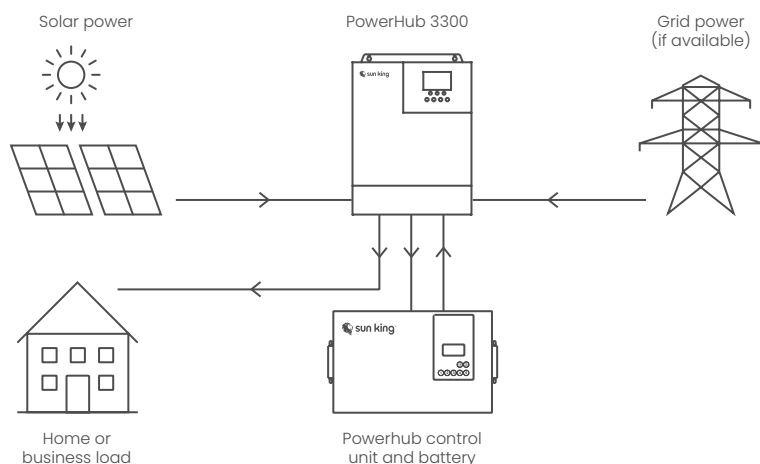 Solar power
PowerHub 3300
Grid power
(if available)
sun king
sun king
Home or
business load
Powerhub control
unit and battery